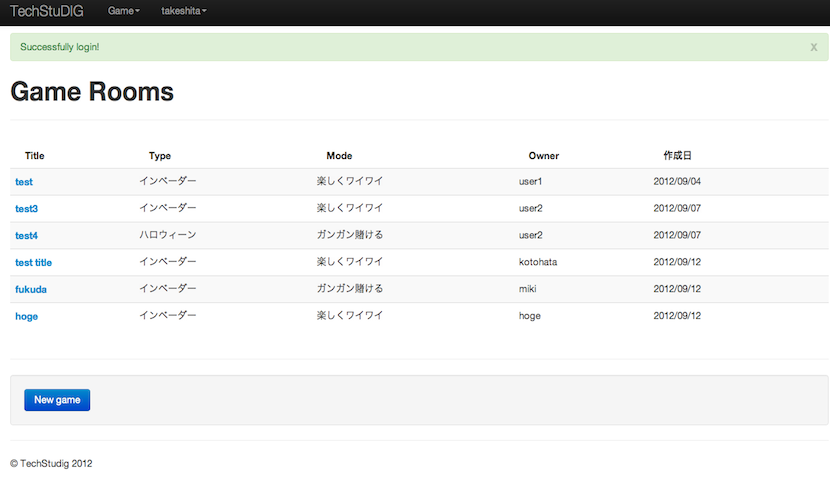 TechStuDIG Game takeshita
Successfully login! x
Game Rooms
Title Type Mode Owner 作成日
test インベーダー 楽しくワイワイ user1 2012/09/04
test3 インベーダー 楽しくワイワイ user2 2012/09/07
test4 ハロウィーン ガンガン賭ける user2 2012/09/07
test title インベーダー 楽しくワイワイ kotohata 2012/09/12
fukuda インベーダー ガンガン賭ける miki 2012/09/12
hoge インベーダー 楽しくワイワイ hoge 2012/09/12
New game
© TechStudig 2012